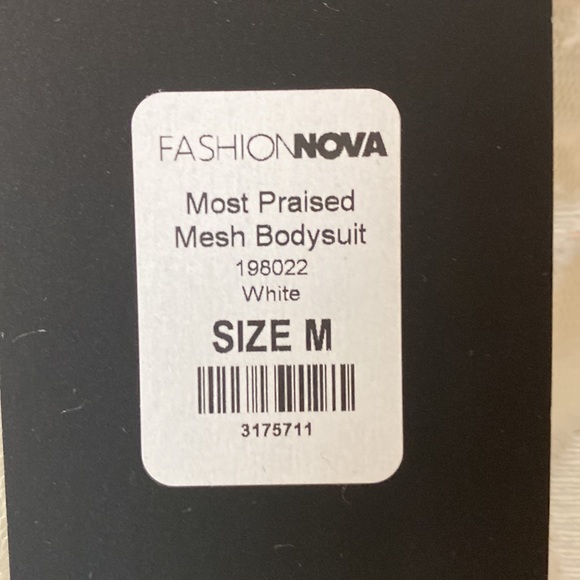 FASHIONNOVA
Most Praised
Mesh Bodysuit
198022
White
SIZE M
3175711